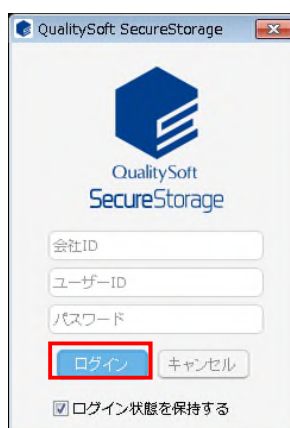 QualitySoft SecureStorage
QualitySoft
SecureStorage
会社ID
ユーザーID
パスワード
ログイン キャンセル
ログイン状態を保持する